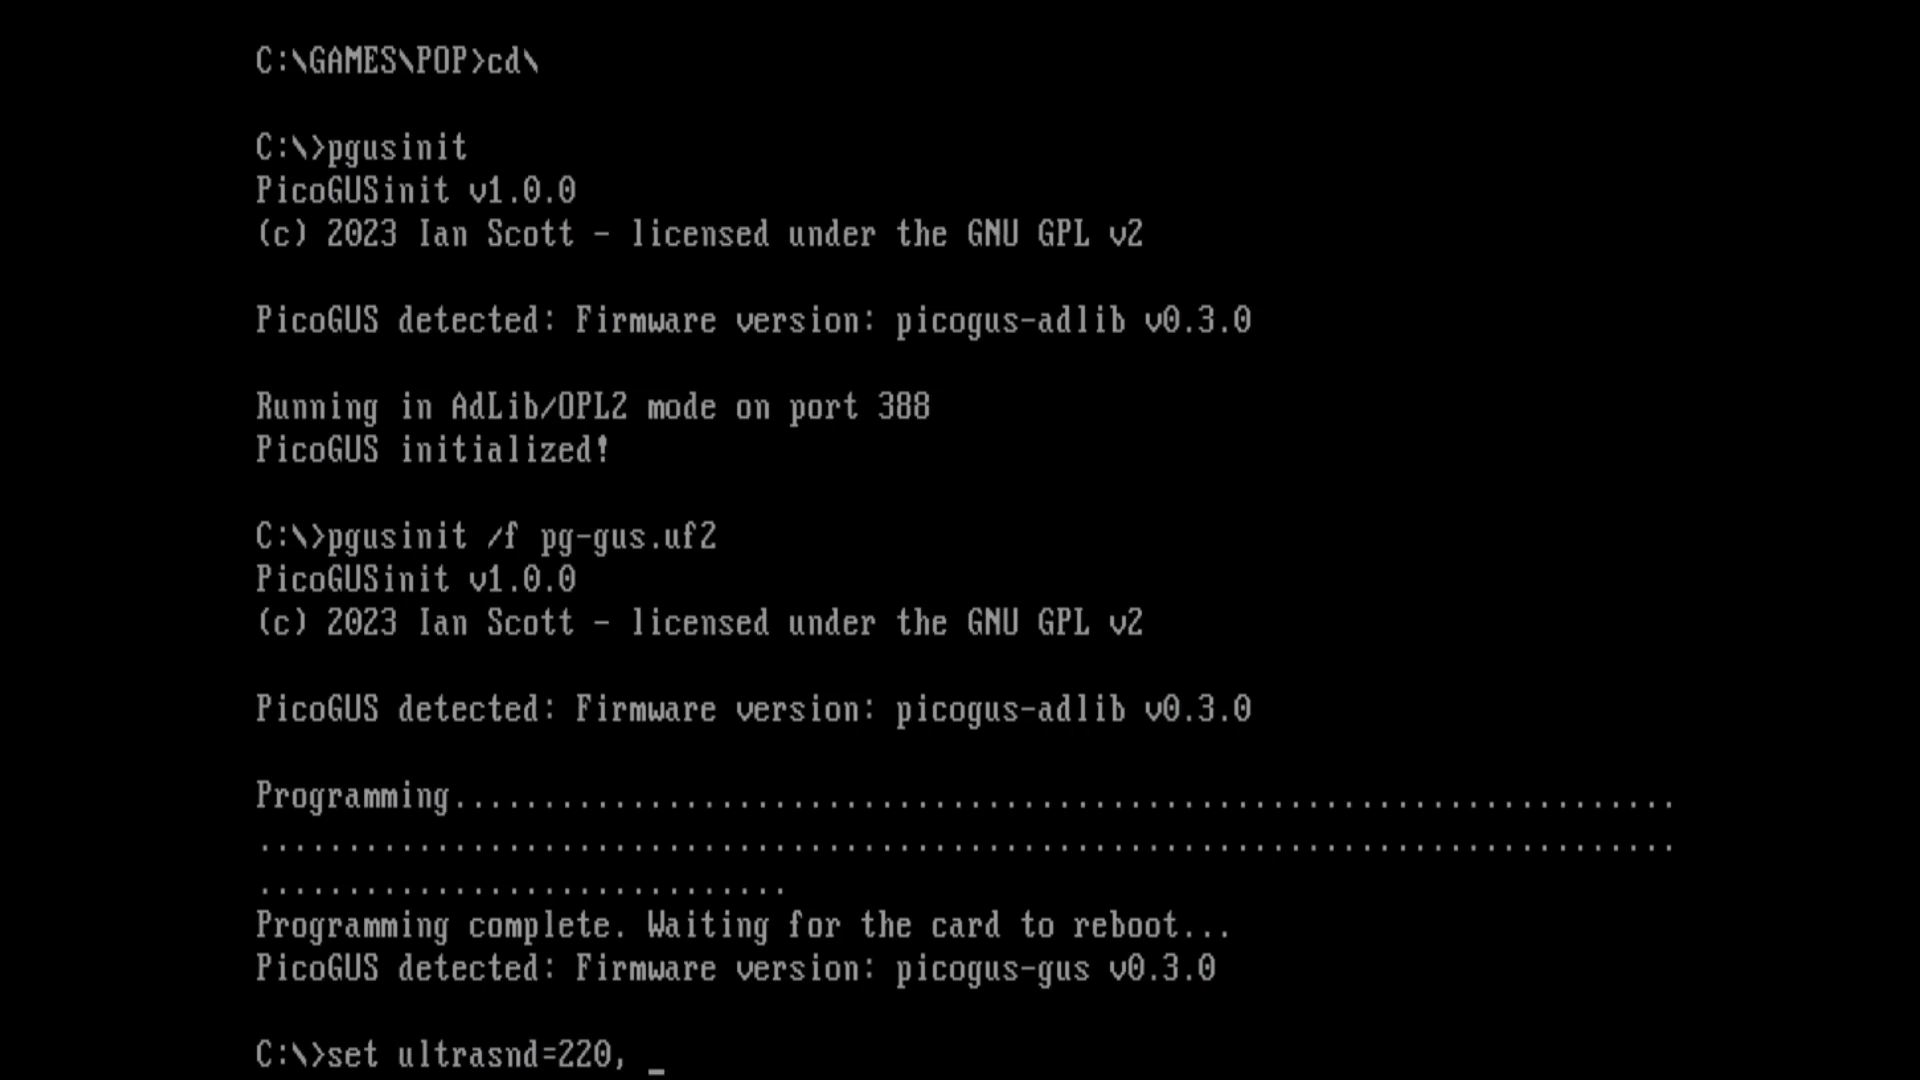 C:\GAMES\POP>cd\
C:\>pgusinit
PicoGUSinit v1.0.0
(c) 2023 Ian Scott - licensed under the GNU GPL v2
PicoGUS detected: Firmware version: picogus-adlib v0.3.0
Running in AdLib/OPL2 mode on port 388
PicoGUS initialized!
C:\>pgusinit /f pg-gus.uf2
PicoGUSinit v1.0.0
(c) 2023 Ian Scott - licensed under the GNU GPL v2
PicoGUS detected: Firmware version: picogus-adlib v0.3.0
Programming.....................................................................
................................................................................
..............................
Programming complete. Waiting for the card to reboot...
PicoGUS detected: Firmware version: picogus-gus v0.3.0
C:\>set ultrasnd=220, _